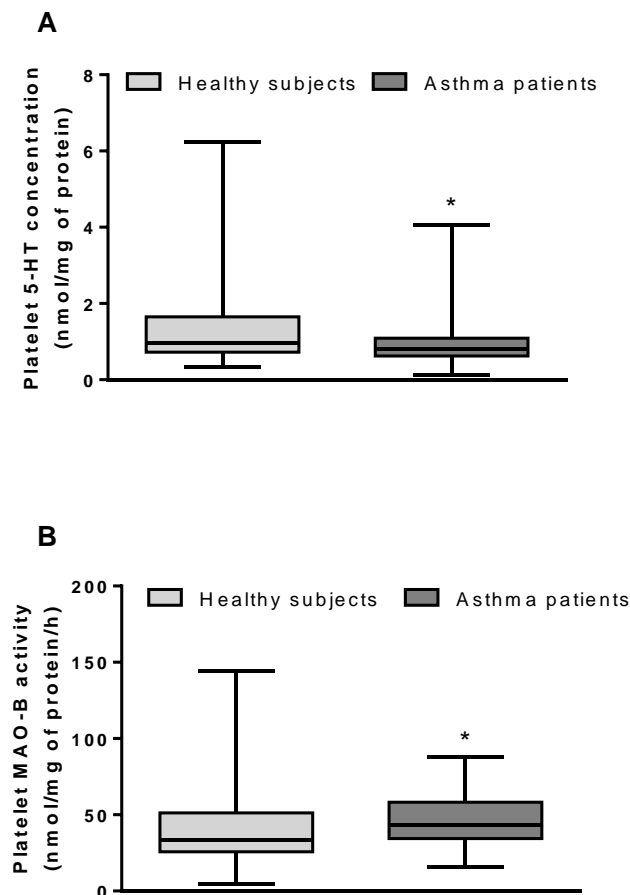 A
Platelet 5-HT concentration
(nmol/mg of protein)
8
6
4
2
0
Healthy subjects
Asthma patients
*
B
Platelet MAO-B activity
(nmol/mg of protein/h)
200
150
100
50
0
Healthy subjects
Asthma patients
*